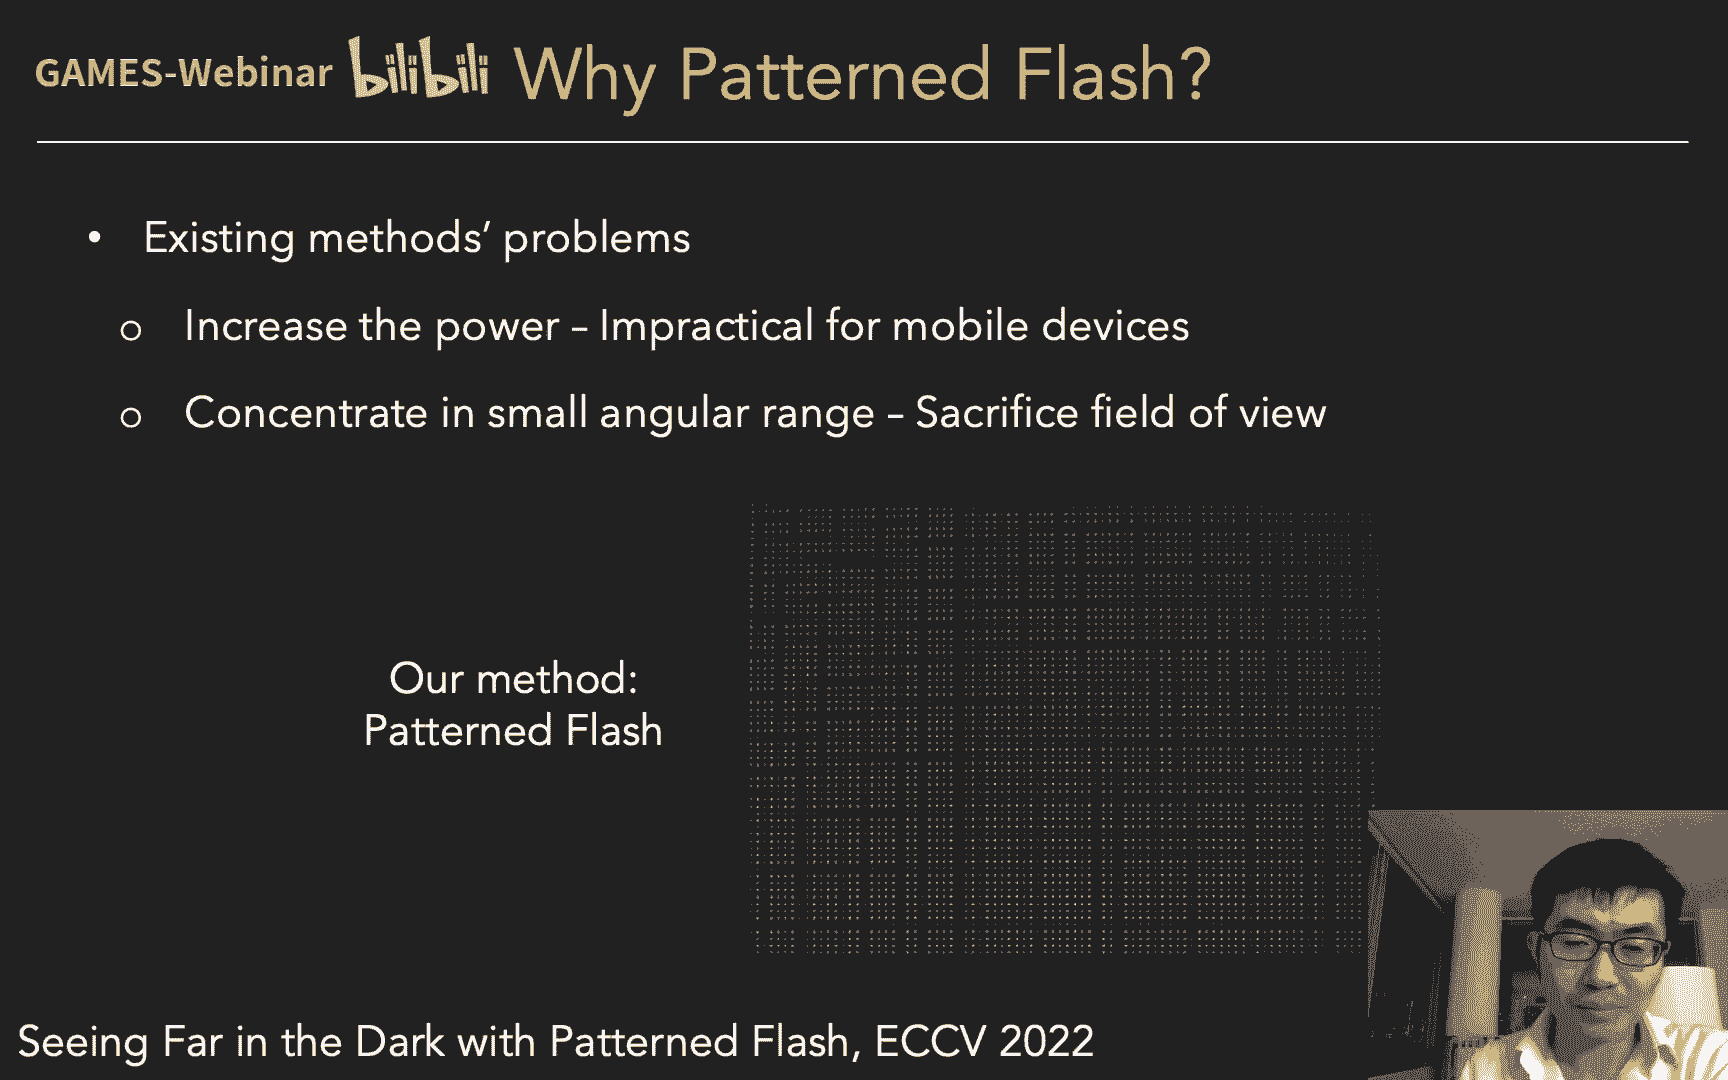 GAMES-Webinar bilibili Why Patterned Flash?
• Existing methods’ problems
o Increase the power – Impractical for mobile devices
o Concentrate in small angular range – Sacrifice field of view
Our method:
Patterned Flash
Seeing Far in the Dark with Patterned Flash, ECCV 2022